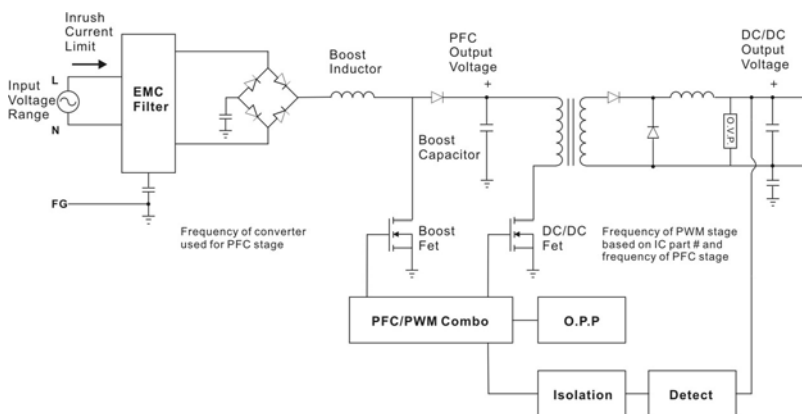 Inrush
Current
Limit
L
Input
Voltage
Range
N
EMC
Filter
FG
Boost
Inductor
PFC
Output
Voltage
+
Boost
Capacitor
DC/DC
Output
Voltage
+
O.V.P.
Frequency of converter
used for PFC stage
Boost
Fet
DC/DC
Fet
Frequency of PWM stage
based on IC part # and
frequency of PFC stage
PFC/PWM Combo
O.P.P
Isolation
Detect